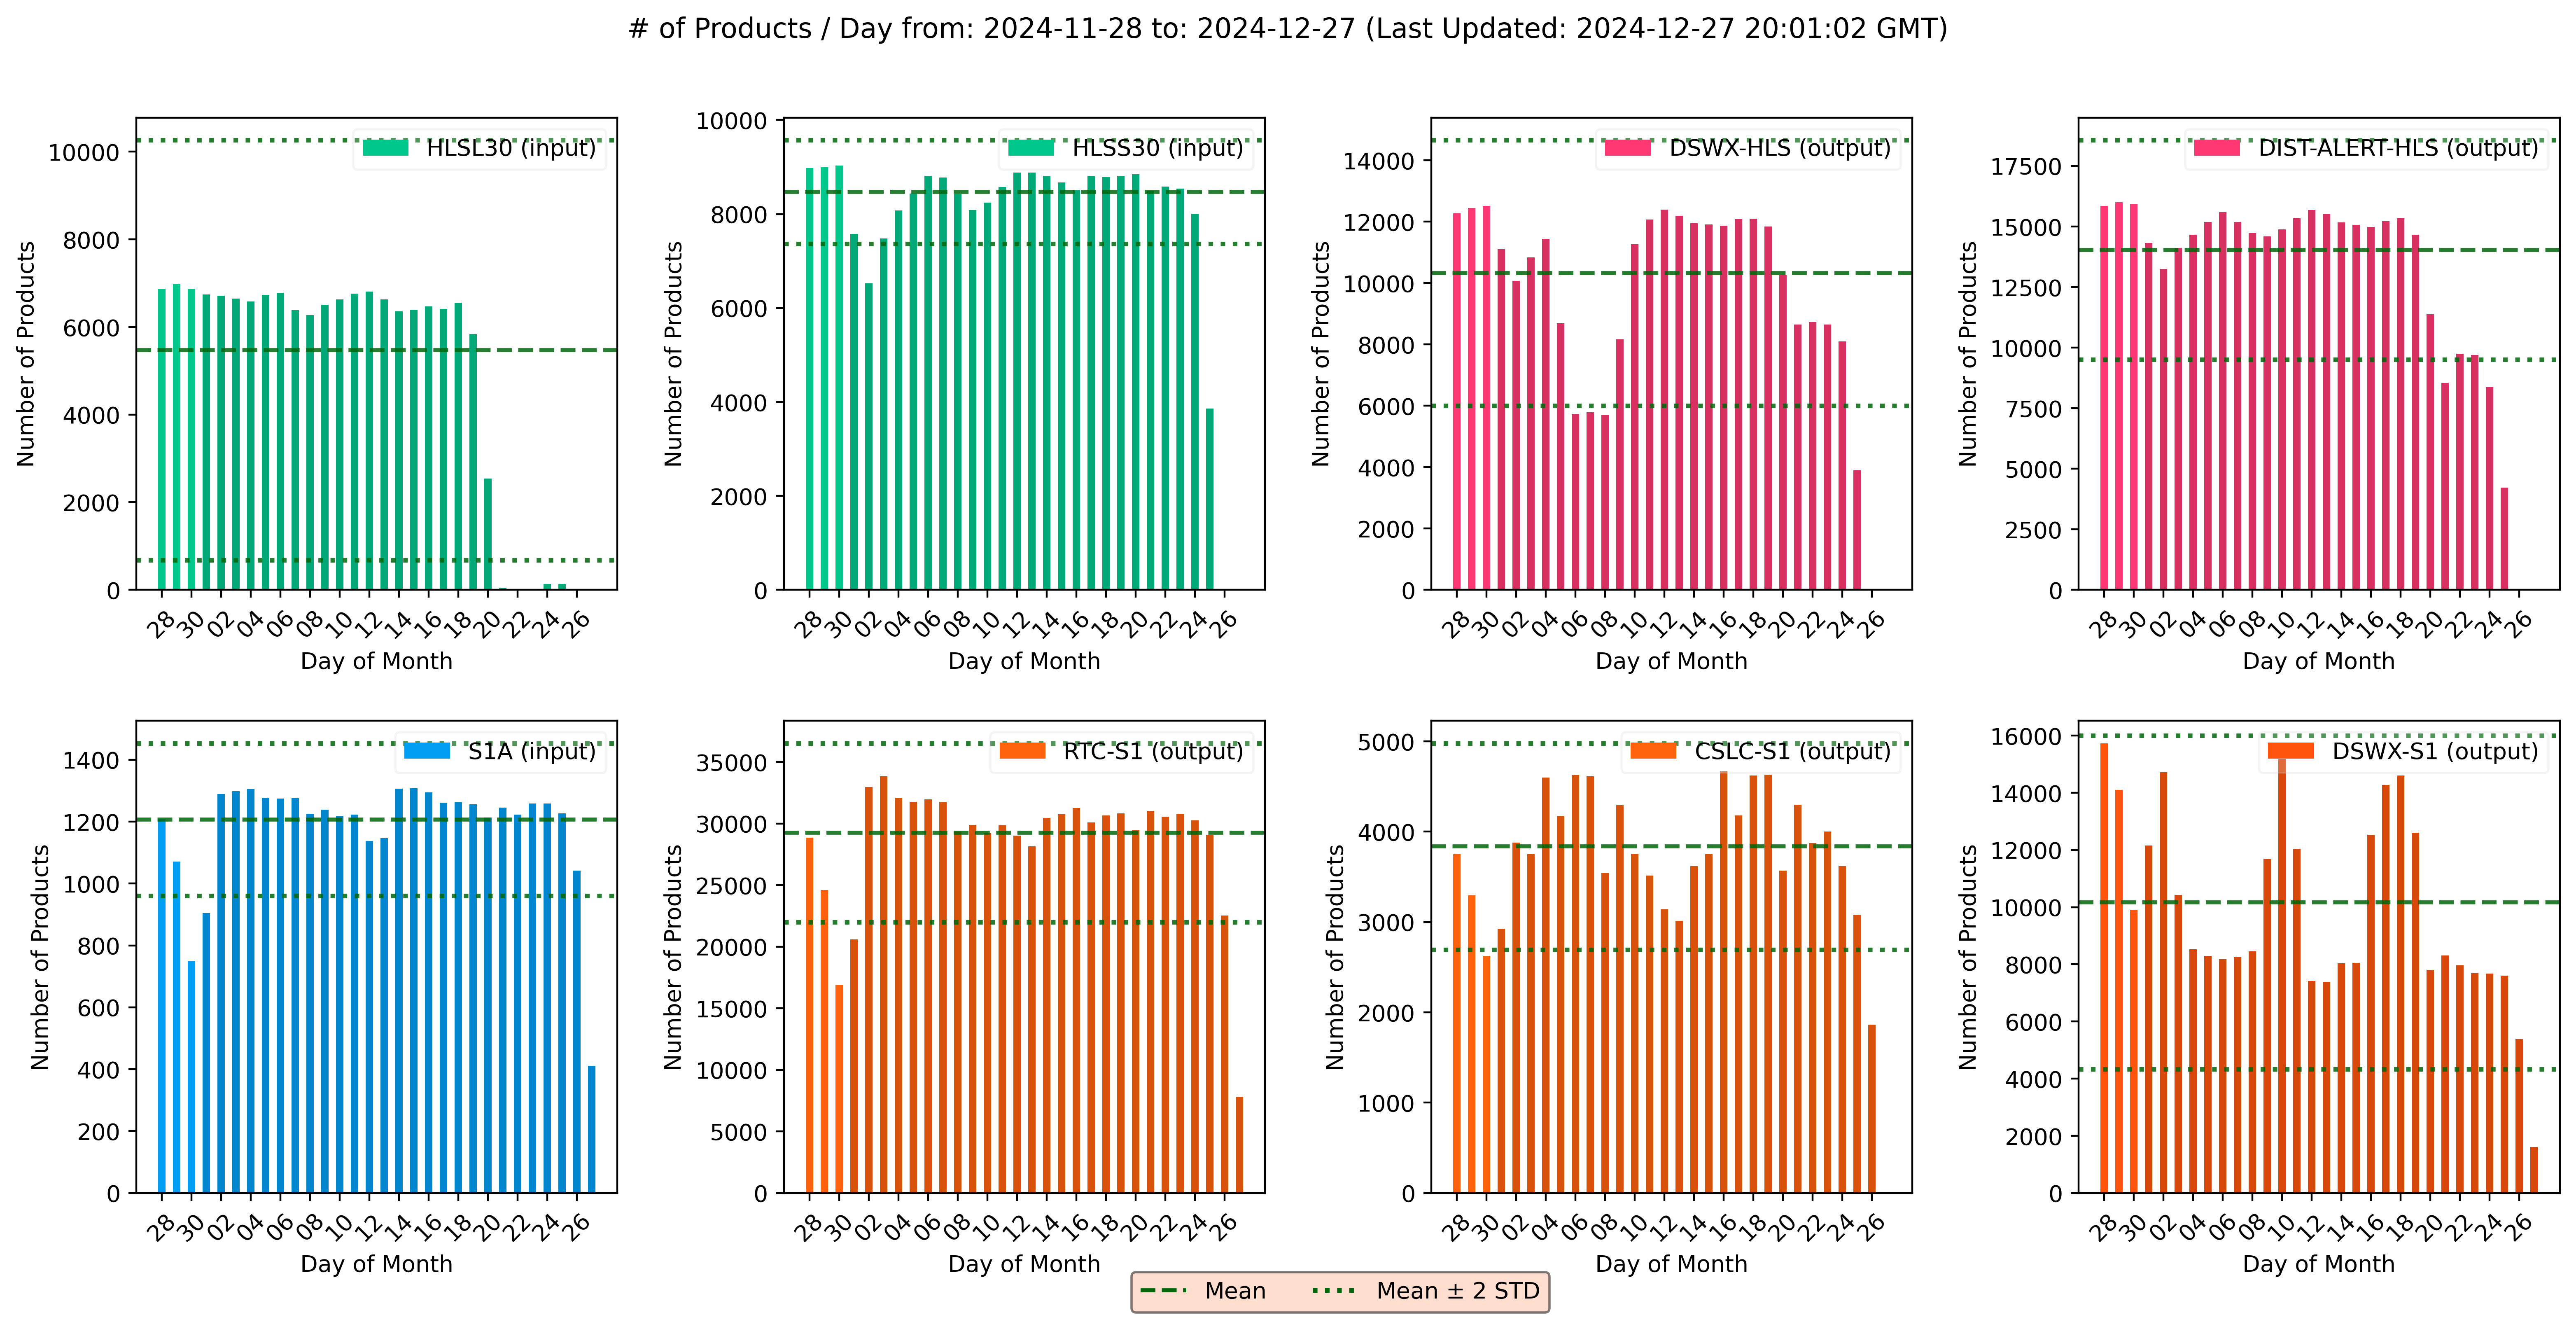 # of Products / Day from: 2024-11-28 to: 2024-12-27 (Last Updated: 2024-12-27 20:01:02 GMT)
HLSL30 (input)
Number of Products
10000
8000
6000
4000
2000
0
28 30 02 04 06 08 10 12 14 16 18 20 22 24 26
Day of Month
HLSS30 (input)
Number of Products
10000
8000
6000
4000
2000
0
28 30 02 04 06 08 10 12 14 16 18 20 22 24 26
Day of Month
DSWX-HLS (output)
Number of Products
14000
12000
10000
8000
6000
4000
2000
0
28 30 02 04 06 08 10 12 14 16 18 20 22 24 26
Day of Month
DIST-ALERT-HLS (output)
Number of Products
17500
15000
12500
10000
7500
5000
2500
0
28 30 02 04 06 08 10 12 14 16 18 20 22 24 26
Day of Month
S1A (input)
Number of Products
1400
1200
1000
800
600
400
200
0
28 30 02 04 06 08 10 12 14 16 18 20 22 24 26
Day of Month
RTC-S1 (output)
Number of Products
35000
30000
25000
20000
15000
10000
5000
0
28 30 02 04 06 08 10 12 14 16 18 20 22 24 26
Day of Month
CSLC-S1 (output)
Number of Products
5000
4000
3000
2000
1000
0
28 30 02 04 06 08 10 12 14 16 18 20 22 24 26
Day of Month
DSWX-S1 (output)
Number of Products
16000
14000
12000
10000
8000
6000
4000
2000
0
28 30 02 04 06 08 10 12 14 16 18 20 22 24 26
Day of Month
Mean
Mean ± 2 STD